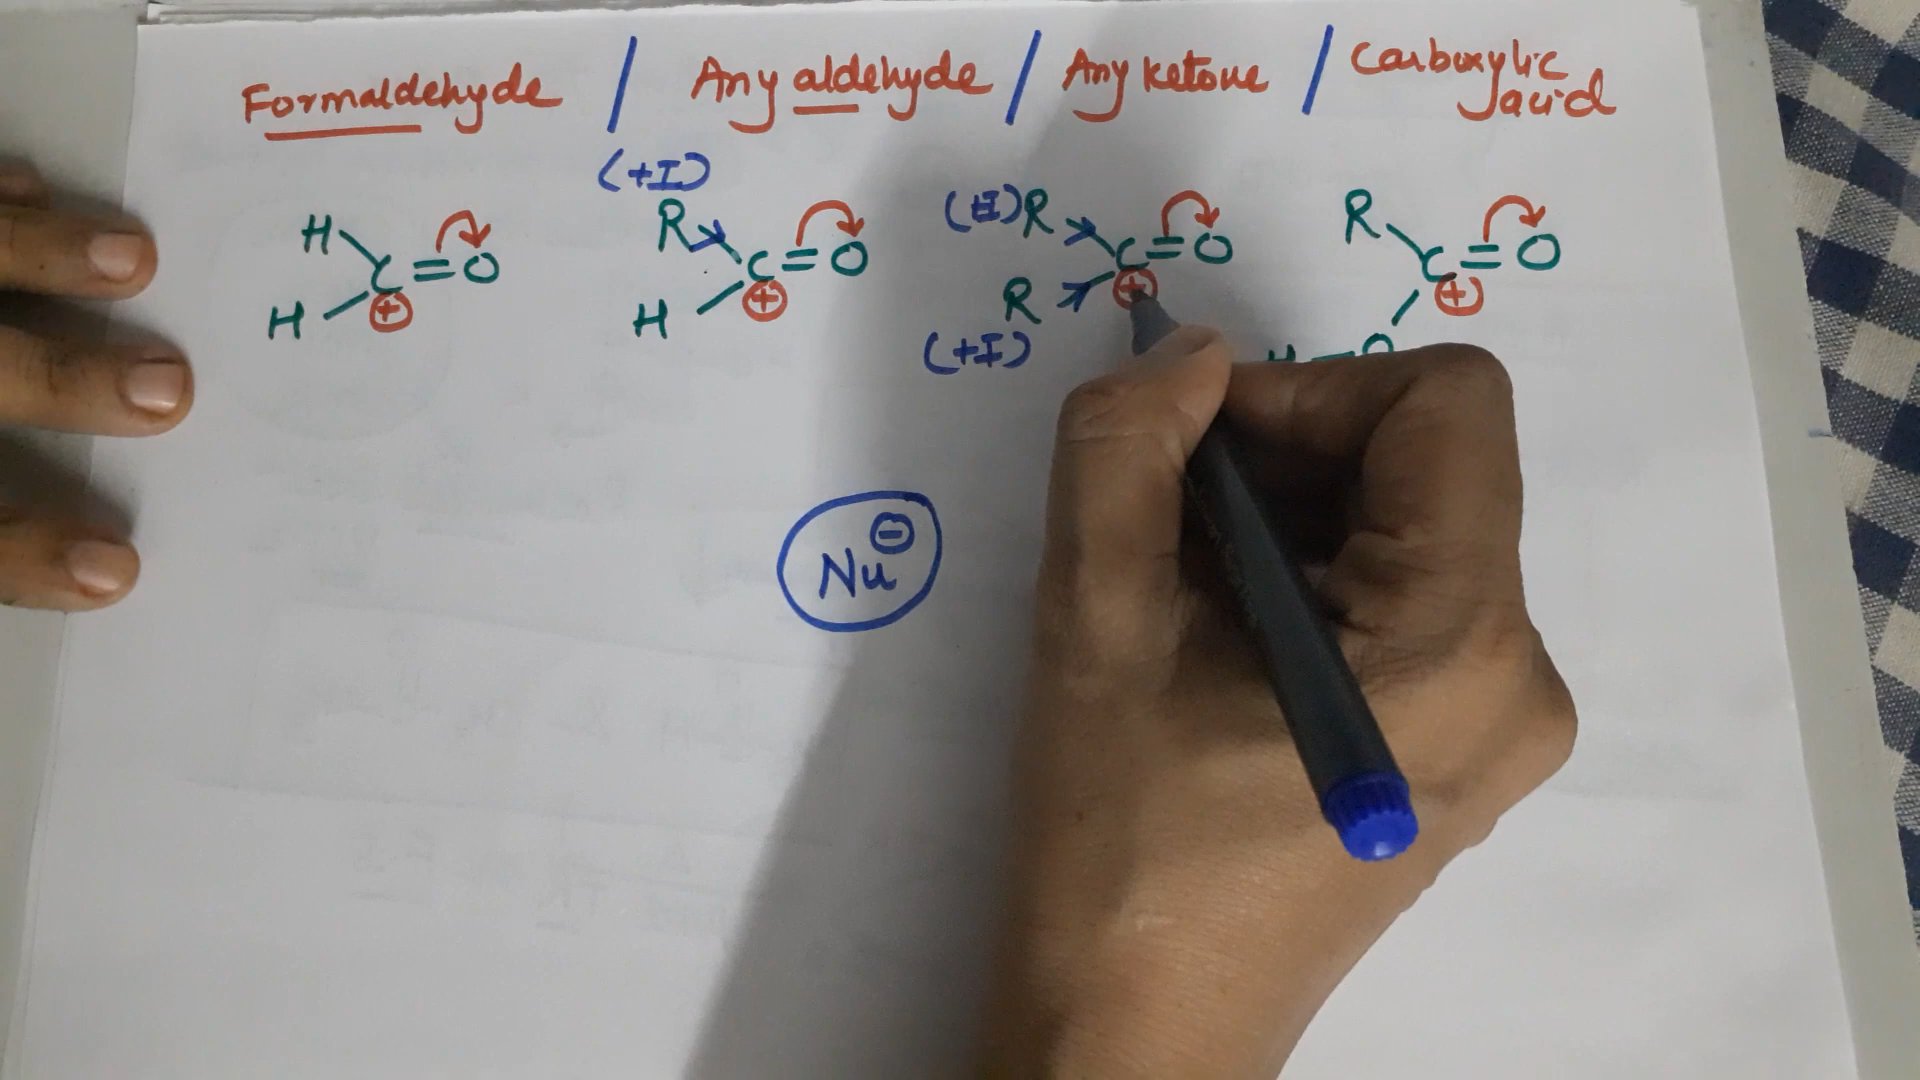 Formaldehyde / Any aldehyde / Any ketone / Carboxylic acid
(+I)
H C = O
H ⊕
R C = O
H ⊕
(+I) R C = O
R ⊕
(+I)
R C = O
⊕
H - O
Nu ⊖